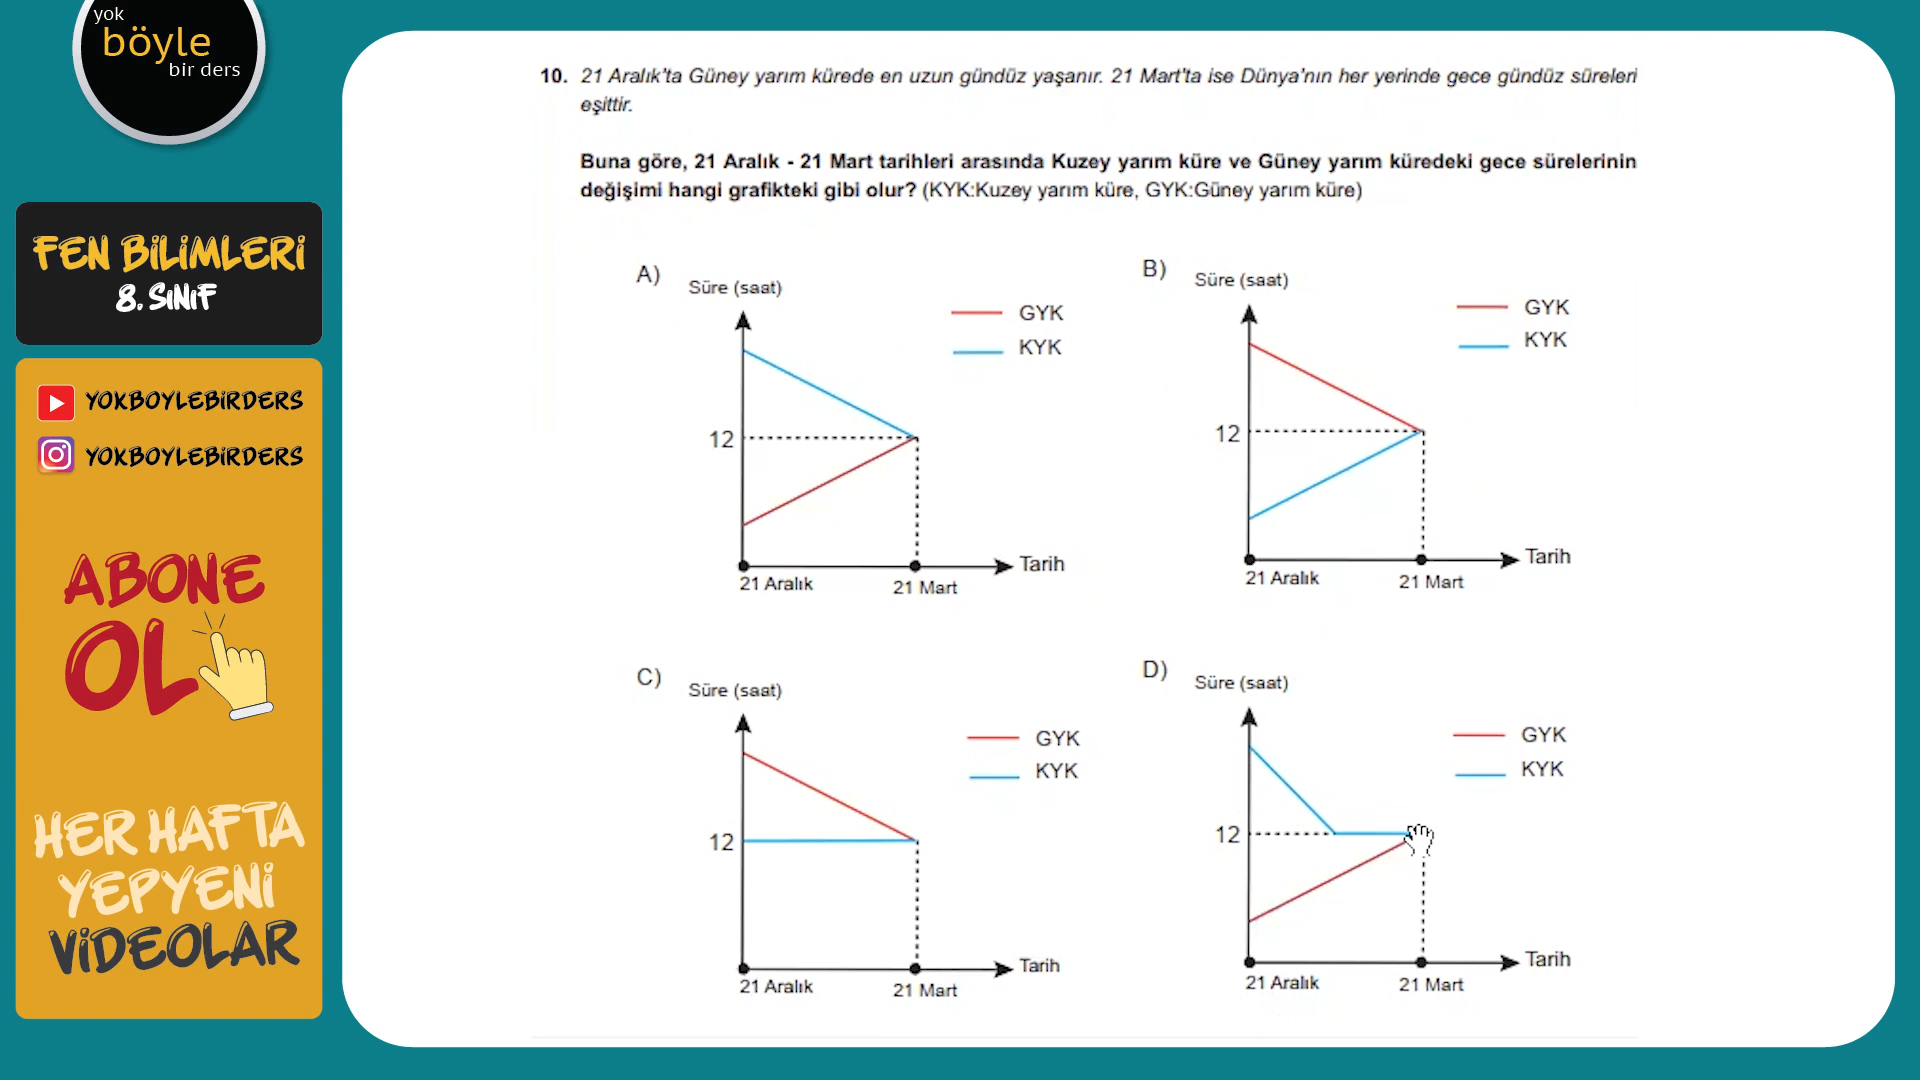 yok
böyle
bir ders
FEN BİLİMLERİ
8. SINIF
YOKBOYLEBİRDERS
YOKBOYLEBİRDERS
ABONE
OL
HER HAFTA
YEPYENİ
VİDEOLAR
10. 21 Aralık'ta Güney yarım kürede en uzun gündüz yaşanır. 21 Mart'ta ise Dünya'nın her yerinde gece gündüz süreleri
eşittir.
Buna göre, 21 Aralık - 21 Mart tarihleri arasında Kuzey yarım küre ve Güney yarım küredeki gece sürelerinin
değişimi hangi grafikteki gibi olur? (KYK:Kuzey yarım küre, GYK:Güney yarım küre)
A)
Süre (saat)
GYK
KYK
12
Tarih
21 Aralık
21 Mart
B)
Süre (saat)
GYK
KYK
12
Tarih
21 Aralık
21 Mart
C)
Süre (saat)
GYK
KYK
12
Tarih
21 Aralık
21 Mart
D)
Süre (saat)
GYK
KYK
12
Tarih
21 Aralık
21 Mart